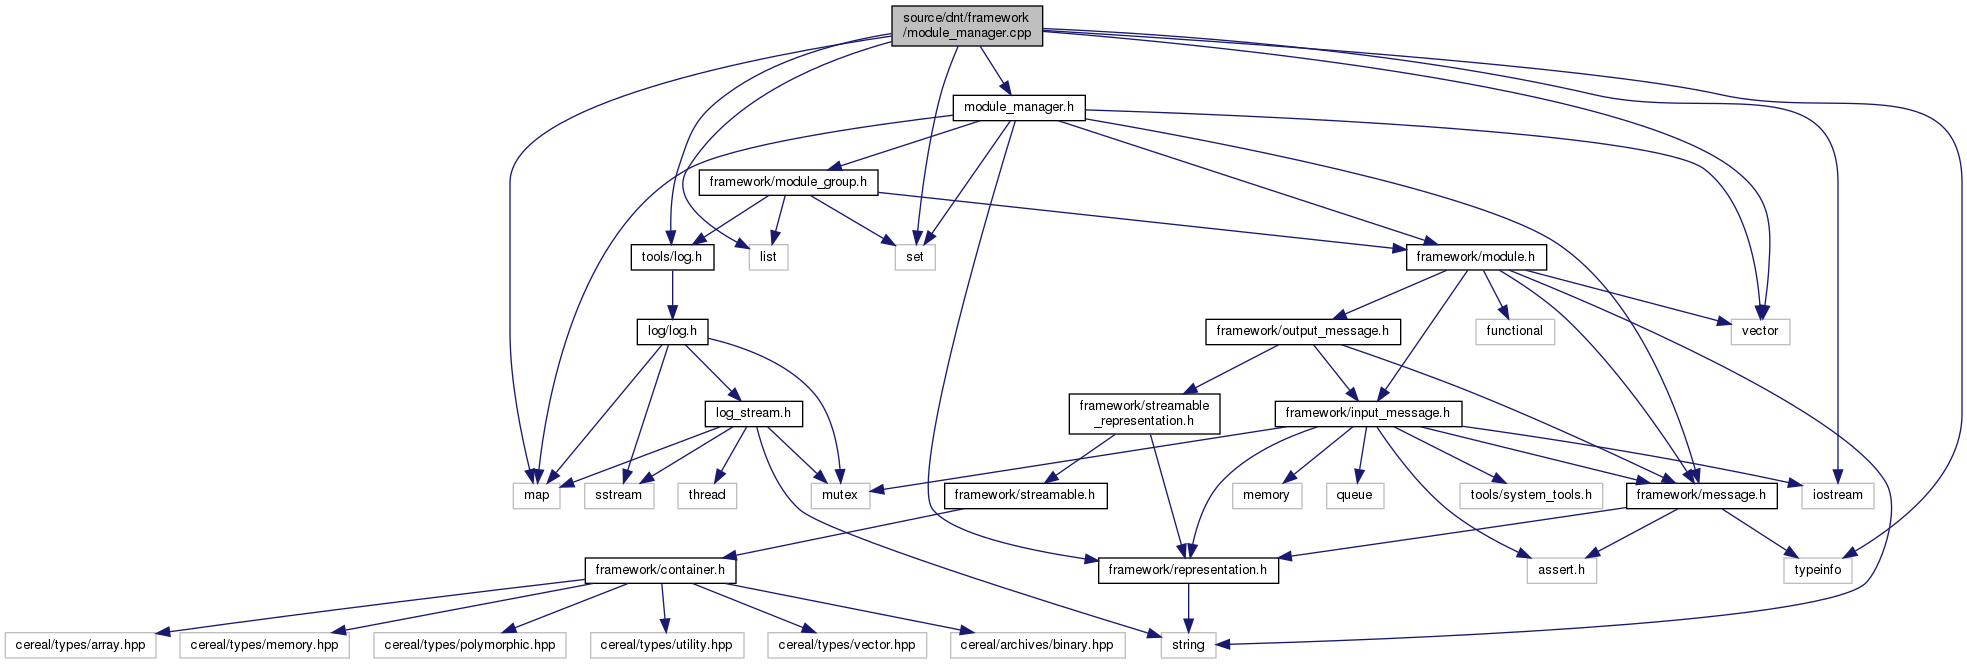 source/dnt/framework
/module_manager.cpp
module_manager.h
framework/module_group.h
tools/log.h
list
set
framework/module.h
log/log.h
framework/output_message.h
functional
vector
framework/streamable
_representation.h
log_stream.h
framework/input_message.h
map
sstream
thread
mutex
framework/streamable.h
memory
queue
tools/system_tools.h
framework/message.h
iostream
framework/container.h
framework/representation.h
assert.h
typeinfo
cereal/types/array.hpp
cereal/types/memory.hpp
cereal/types/polymorphic.hpp
cereal/types/utility.hpp
cereal/types/vector.hpp
cereal/archives/binary.hpp
string